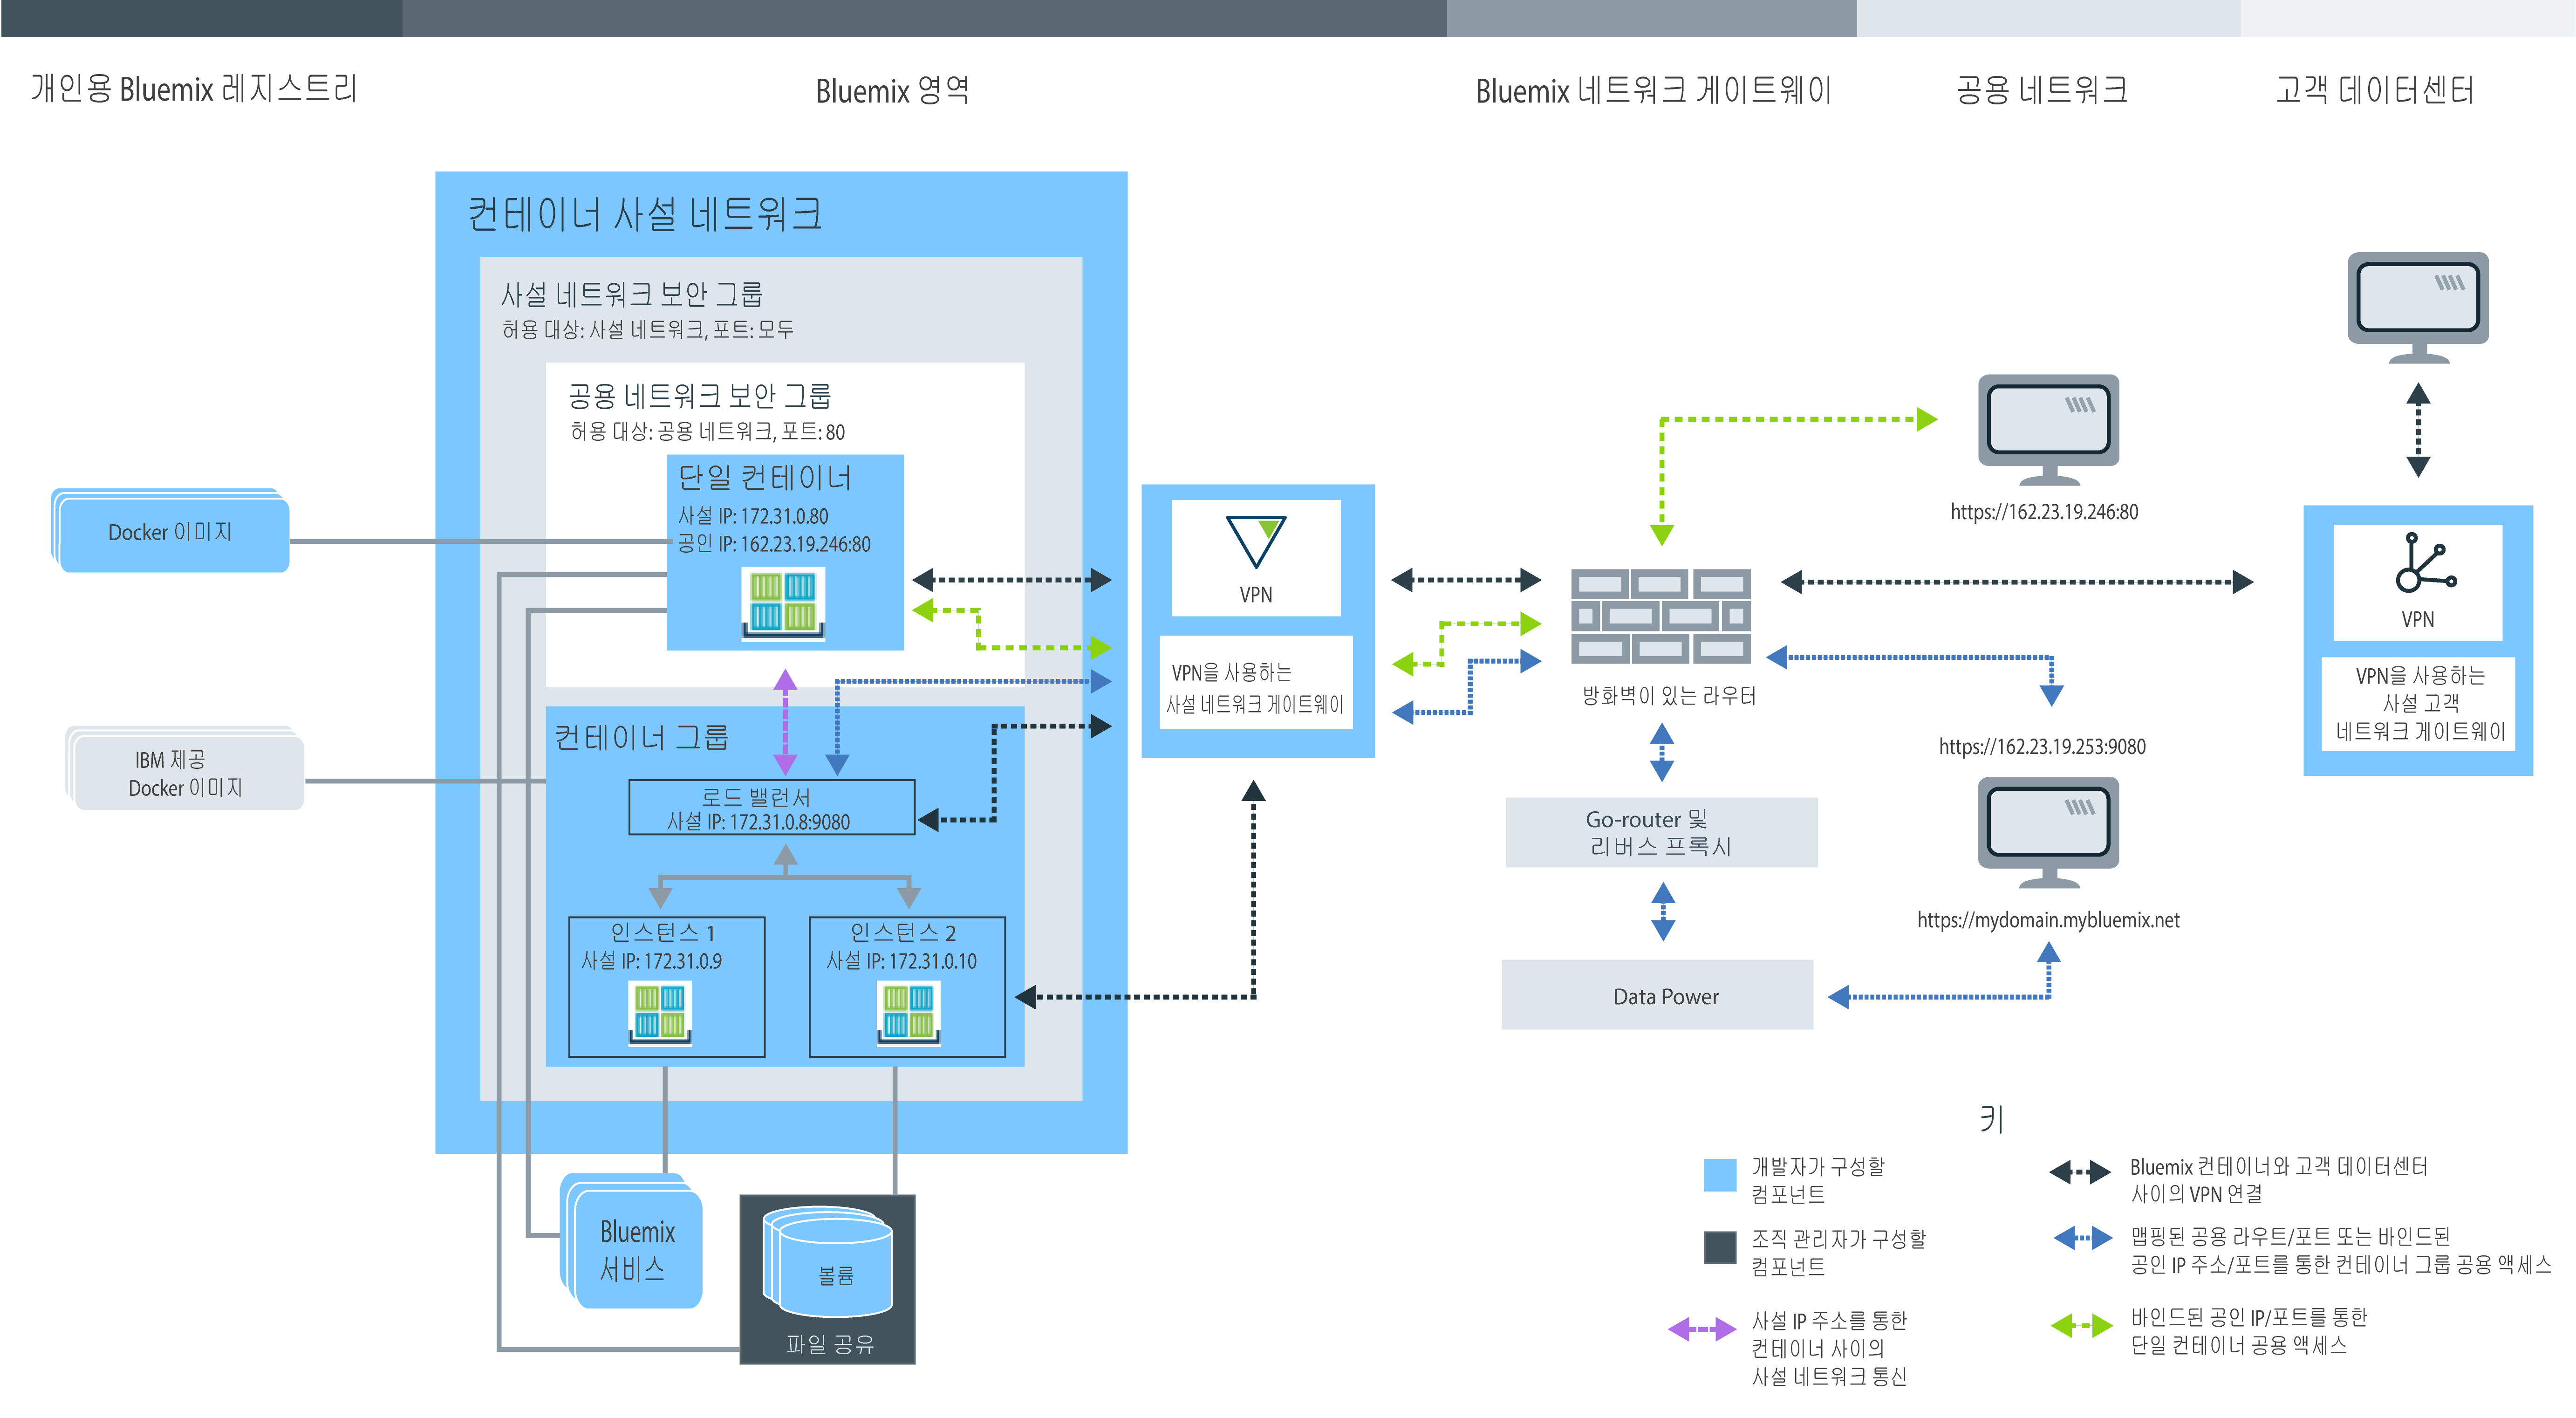 개인용 Bluemix 레지스트리
Bluemix 영역
Bluemix 네트워크 게이트웨이
공용 네트워크
고객 데이터센터
컨테이너 사설 네트워크
사설 네트워크 보안 그룹
허용 대상: 사설 네트워크, 포트: 모두
공용 네트워크 보안 그룹
허용 대상: 공용 네트워크, 포트: 80
단일 컨테이너
사설 IP: 172.31.0.80
공인 IP: 162.23.19.246:80
Docker 이미지
IBM 제공
Docker 이미지
컨테이너 그룹
로드 밸런서
사설 IP: 172.31.0.8:9080
인스턴스 1
사설 IP: 172.31.0.9
인스턴스 2
사설 IP: 172.31.0.10
Bluemix
서비스
볼륨
파일 공유
VPN
VPN을 사용하는
사설 네트워크 게이트웨이
방화벽이 있는 라우터
Go-router 및
리버스 프록시
Data Power
https://162.23.19.246:80
https://162.23.19.253:9080
https://mydomain.mybluemix.net
VPN
VPN을 사용하는
사설 고객
네트워크 게이트웨이
키
개발자가 구성할
컴포넌트
조직 관리자가 구성할
컴포넌트
사설 IP 주소를 통한
컨테이너 사이의
사설 네트워크 통신
Bluemix 컨테이너와 고객 데이터센터
사이의 VPN 연결
맵핑된 공용 라우트/포트 또는 바인드된
공인 IP 주소/포트를 통한 컨테이너 그룹 공용 액세스
바인드된 공인 IP/포트를 통한
단일 컨테이너 공용 액세스